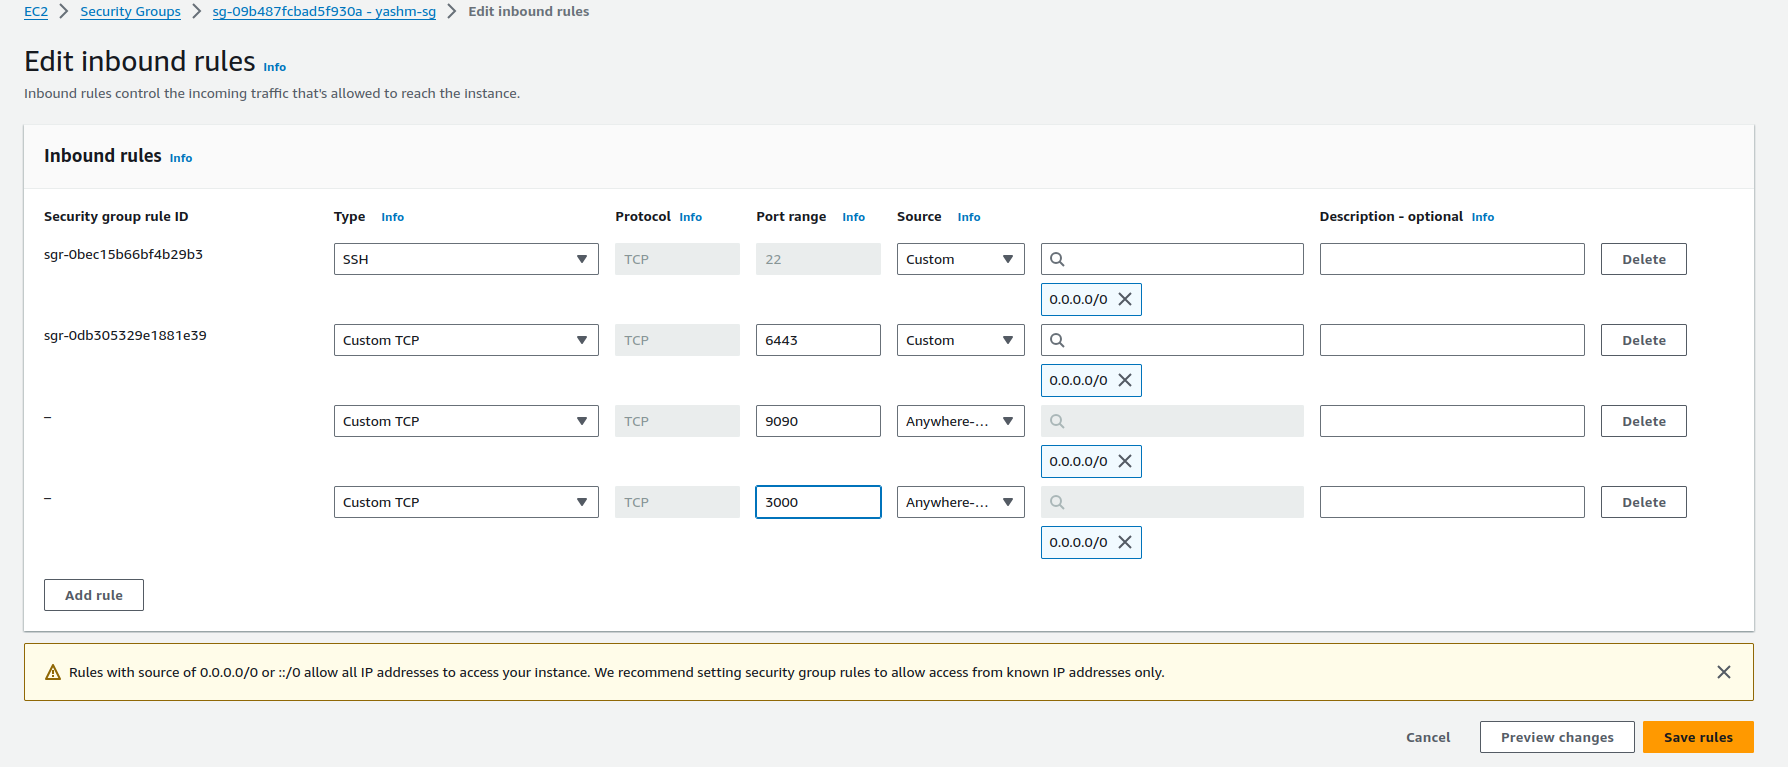 EC2 > Security Groups > sg-09b487fcbad5f930a - yashm-sg > Edit inbound rules
Edit inbound rules Info
Inbound rules control the incoming traffic that's allowed to reach the instance.
Inbound rules Info
Security group rule ID Type Info Protocol Info Port range Info Source Info Description - optional Info
sgr-0bec15b66bf4b29b3 SSH TCP 22 Custom Delete
0.0.0.0/0
sgr-0db305329e1881e39 Custom TCP TCP 6443 Custom Delete
0.0.0.0/0
– Custom TCP TCP 9090 Anywhere-... Delete
0.0.0.0/0
– Custom TCP TCP 3000 Anywhere-... Delete
0.0.0.0/0
Add rule
Rules with source of 0.0.0.0/0 or ::/0 allow all IP addresses to access your instance. We recommend setting security group rules to allow access from known IP addresses only.
Cancel Preview changes Save rules